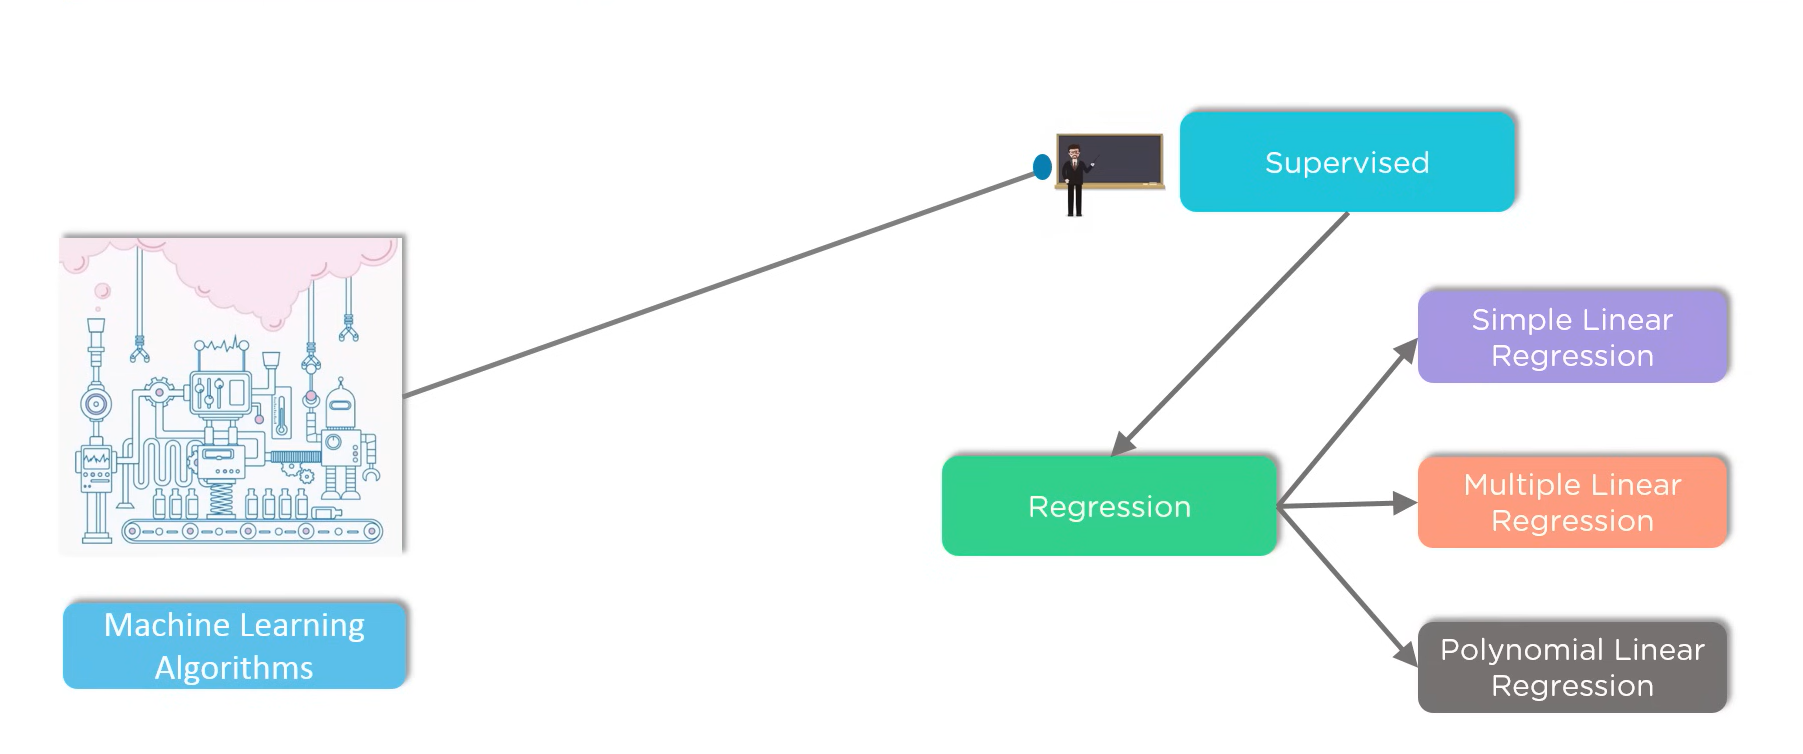 Supervised
Simple Linear
Regression
Multiple Linear
Regression
Regression
Machine Learning
Algorithms
Polynomial Linear
Regression